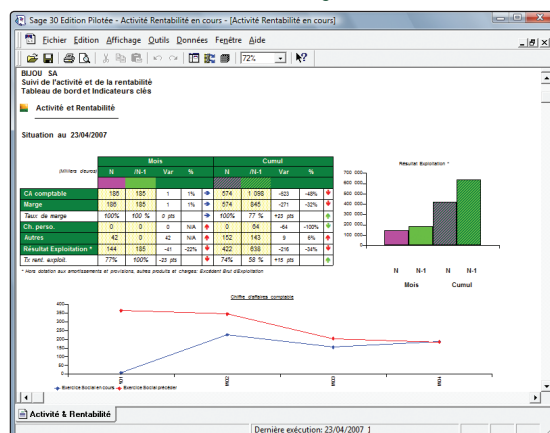 Sage 30 Edition Pilotée - Activité Rentabilité en cours - [Activité Rentabilité en cours]
Fichier Edition Affichage Outils Données Fenêtre Aide
72%
BIJOU SA
Suivi de l'activité et de la rentabilité
Tableau de bord et Indicateurs clés
Activité et Rentabilité
Situation au 23/04/2007
Mois Cumul
(Milliers d'euros) N /N-1 Var % N /N-1 Var %
CA comptable 186 185 1 1% 574 1 098 -523 -48%
Marge 186 185 1 1% 574 845 -271 -32%
Taux de marge 100% 100 % 0 pts 100% 77 % +23 pts
Ch. perso. 0 0 0 N/A 0 64 -64 -100%
Autres 42 0 42 N/A 152 143 9 6%
Résultat Exploitation * 144 185 -41 -22% 422 638 -216 -34%
Tx rent. exploit. 77% 100% -23 pts 74% 58 % +15 pts
* Hors dotation aux amortissements et provisions, autres produits et charges: Excédent Brut d'Exploitation
Résultat Exploitation *
700 000
600 000
500 000
400 000
300 000
200 000
100 000
0
N N-1 N N-1
Mois Cumul
Chiffre d'affaires comptable
400
350
300
250
200
150
100
50
0
M01 M02 M03 M04
Exercice Social en cours Exercice Social précédent
Activité & Rentabilité
Dernière exécution: 23/04/2007 1